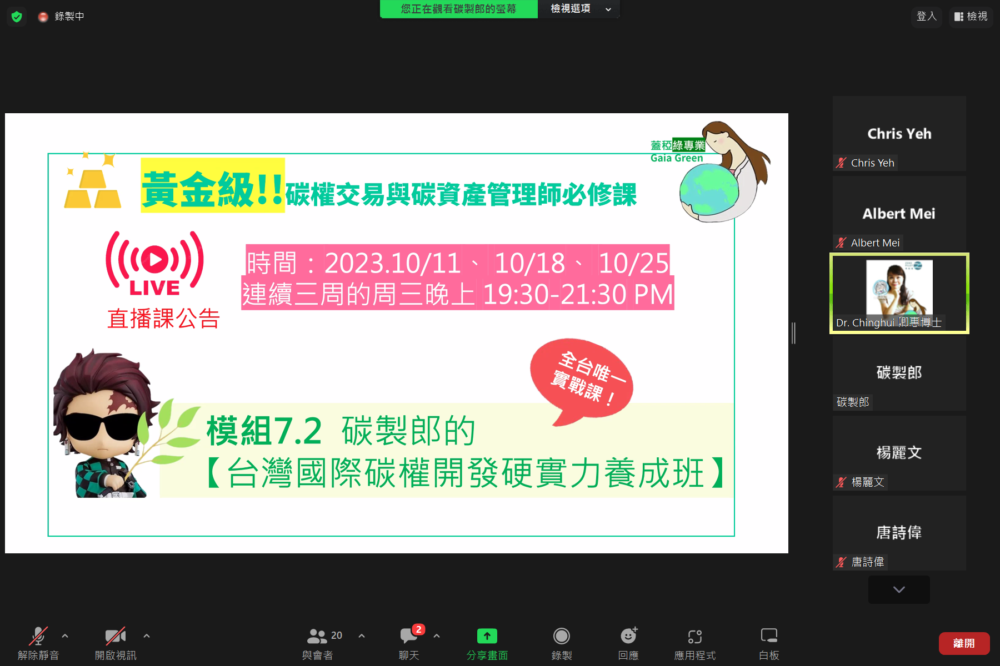 錄製中
您正在觀看碳製郎的螢幕
檢視選項
登入
檢視
蓋稏綠專業
Gaia Green
黃金級!!碳權交易與碳資產管理師必修課
LIVE
直播課公告
時間：2023.10/11、10/18、10/25
連續三周的周三晚上 19:30-21:30 PM
全台唯一
實戰課！
模組7.2 碳製郎的
【台灣國際碳權開發硬實力養成班】
Chris Yeh
Chris Yeh
Albert Mei
Albert Mei
Dr. Chinghui 卿惠博士
碳製郎
碳製郎
楊麗文
楊麗文
唐詩偉
唐詩偉
解除靜音
開啟視訊
20
與會者
2
聊天
分享畫面
錄製
回應
應用程式
白板
離開